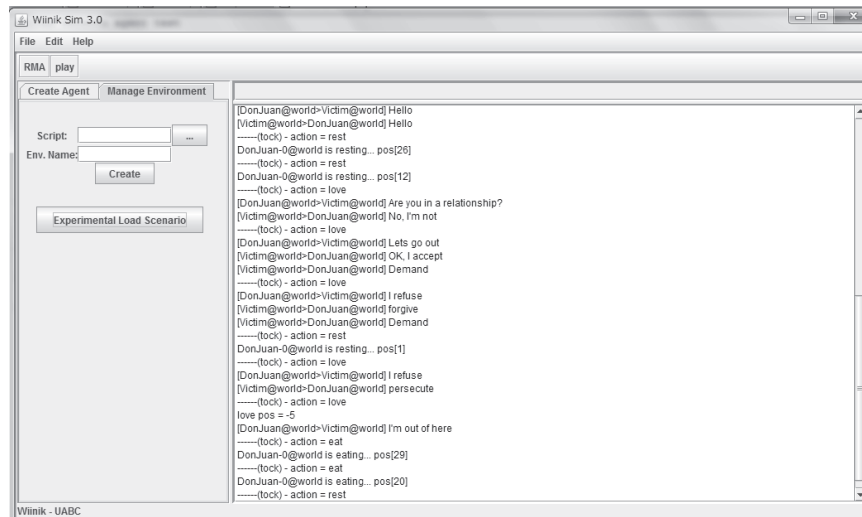 Wiinik Sim 3.0
File Edit Help
RMA play
Create Agent Manage Environment
Script: ...
Env. Name:
Create
Experimental Load Scenario
[DonJuan@world>Victim@world] Hello
[Victim@world>DonJuan@world] Hello
------(tock) - action = rest
DonJuan-0@world is resting... pos[26]
------(tock) - action = rest
DonJuan-0@world is resting... pos[12]
------(tock) - action = love
[DonJuan@world>Victim@world] Are you in a relationship?
[Victim@world>DonJuan@world] No, I'm not
------(tock) - action = love
[DonJuan@world>Victim@world] Lets go out
[Victim@world>DonJuan@world] OK, I accept
[Victim@world>DonJuan@world] Demand
------(tock) - action = love
[DonJuan@world>Victim@world] I refuse
[Victim@world>DonJuan@world] forgive
[Victim@world>DonJuan@world] Demand
------(tock) - action = rest
DonJuan-0@world is resting... pos[1]
------(tock) - action = love
[DonJuan@world>Victim@world] I refuse
[Victim@world>DonJuan@world] persecute
------(tock) - action = love
love pos = -5
[DonJuan@world>Victim@world] I'm out of here
------(tock) - action = eat
DonJuan-0@world is eating... pos[29]
------(tock) - action = eat
DonJuan-0@world is eating... pos[20]
------(tock) - action = rest
Wiinik - UABC